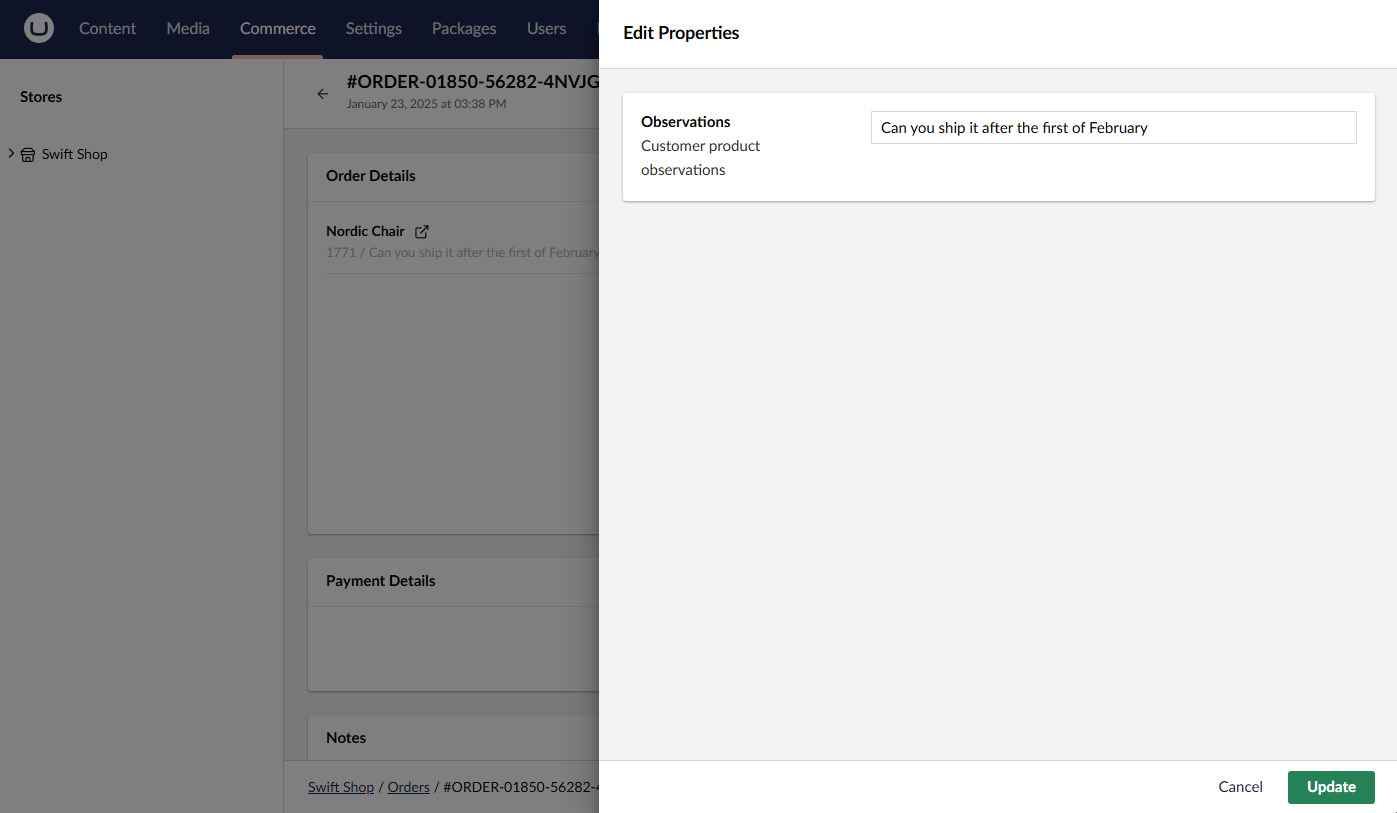 Content Media Commerce Settings Packages Users
Stores
Swift Shop
#ORDER-01850-56282-4NVJG
January 23, 2025 at 03:38 PM
Order Details
Nordic Chair
1771 / Can you ship it after the first of February
Payment Details
Notes
Swift Shop / Orders / #ORDER-01850-56282-4
Edit Properties
Observations
Customer product
observations
Can you ship it after the first of February
Cancel Update